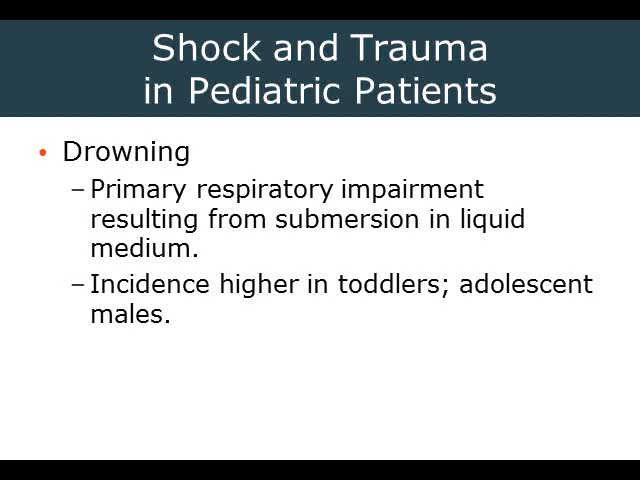 Shock and Trauma
in Pediatric Patients
• Drowning
– Primary respiratory impairment
resulting from submersion in liquid
medium.
– Incidence higher in toddlers; adolescent
males.